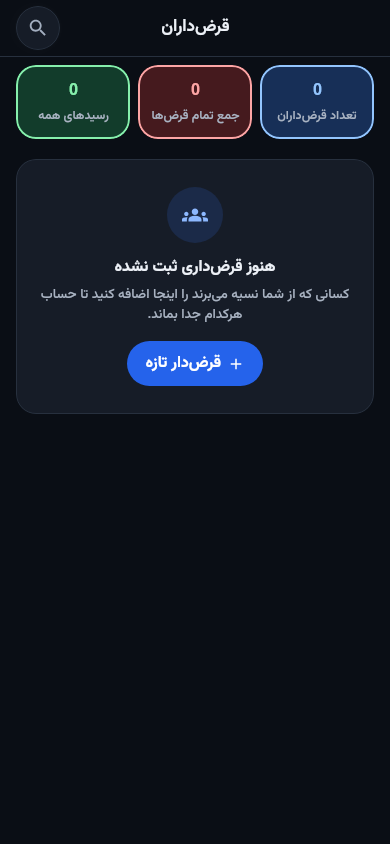 قرض‌داران
0
تعداد قرض‌داران
0
جمع تمام قرض‌ها
0
رسیدهای همه
هنوز قرض‌داری ثبت نشده
کسانی که از شما نسیه می‌برند را اینجا اضافه کنید تا حساب
هرکدام جدا بماند.
قرض‌دار تازه